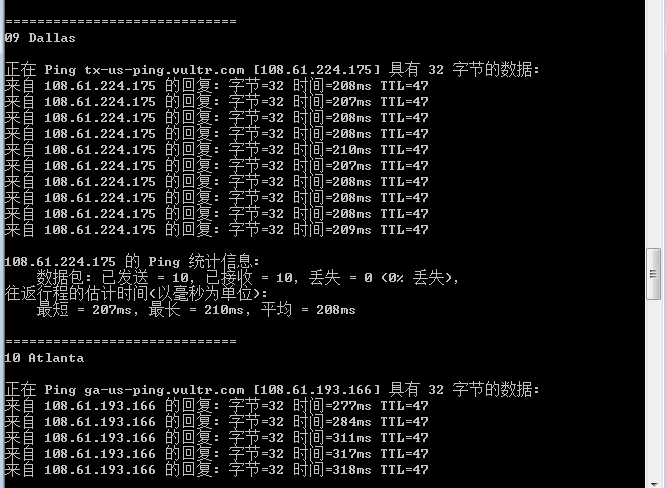 =============================
09 Dallas
正在 Ping tx-us-ping.vultr.com [108.61.224.175] 具有 32 字节的数据:
来自 108.61.224.175 的回复: 字节=32 时间=208ms TTL=47
来自 108.61.224.175 的回复: 字节=32 时间=207ms TTL=47
来自 108.61.224.175 的回复: 字节=32 时间=208ms TTL=47
来自 108.61.224.175 的回复: 字节=32 时间=208ms TTL=47
来自 108.61.224.175 的回复: 字节=32 时间=210ms TTL=47
来自 108.61.224.175 的回复: 字节=32 时间=207ms TTL=47
来自 108.61.224.175 的回复: 字节=32 时间=208ms TTL=47
来自 108.61.224.175 的回复: 字节=32 时间=208ms TTL=47
来自 108.61.224.175 的回复: 字节=32 时间=208ms TTL=47
来自 108.61.224.175 的回复: 字节=32 时间=209ms TTL=47
108.61.224.175 的 Ping 统计信息:
数据包: 已发送 = 10, 已接收 = 10, 丢失 = 0 (0% 丢失),
往返行程的估计时间(以毫秒为单位):
最短 = 207ms, 最长 = 210ms, 平均 = 208ms
=============================
10 Atlanta
正在 Ping ga-us-ping.vultr.com [108.61.193.166] 具有 32 字节的数据:
来自 108.61.193.166 的回复: 字节=32 时间=277ms TTL=47
来自 108.61.193.166 的回复: 字节=32 时间=284ms TTL=47
来自 108.61.193.166 的回复: 字节=32 时间=311ms TTL=47
来自 108.61.193.166 的回复: 字节=32 时间=317ms TTL=47
来自 108.61.193.166 的回复: 字节=32 时间=318ms TTL=47